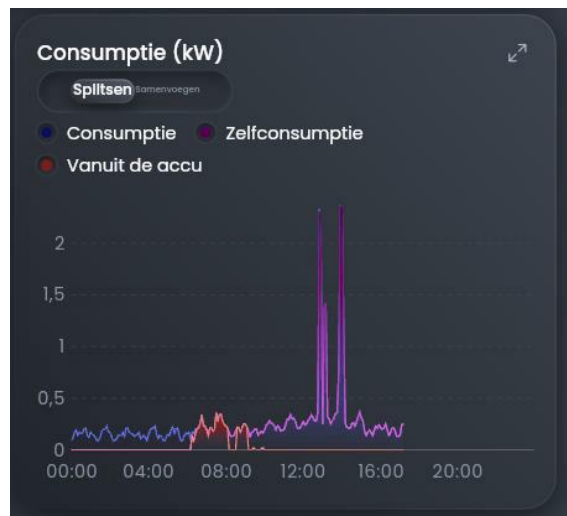 Consumptie (kW)
Splitsen Samenvoegen
Consumptie Zelfconsumptie
Vanuit de accu
2
1,5
1
0,5
0
00:00 04:00 08:00 12:00 16:00 20:00